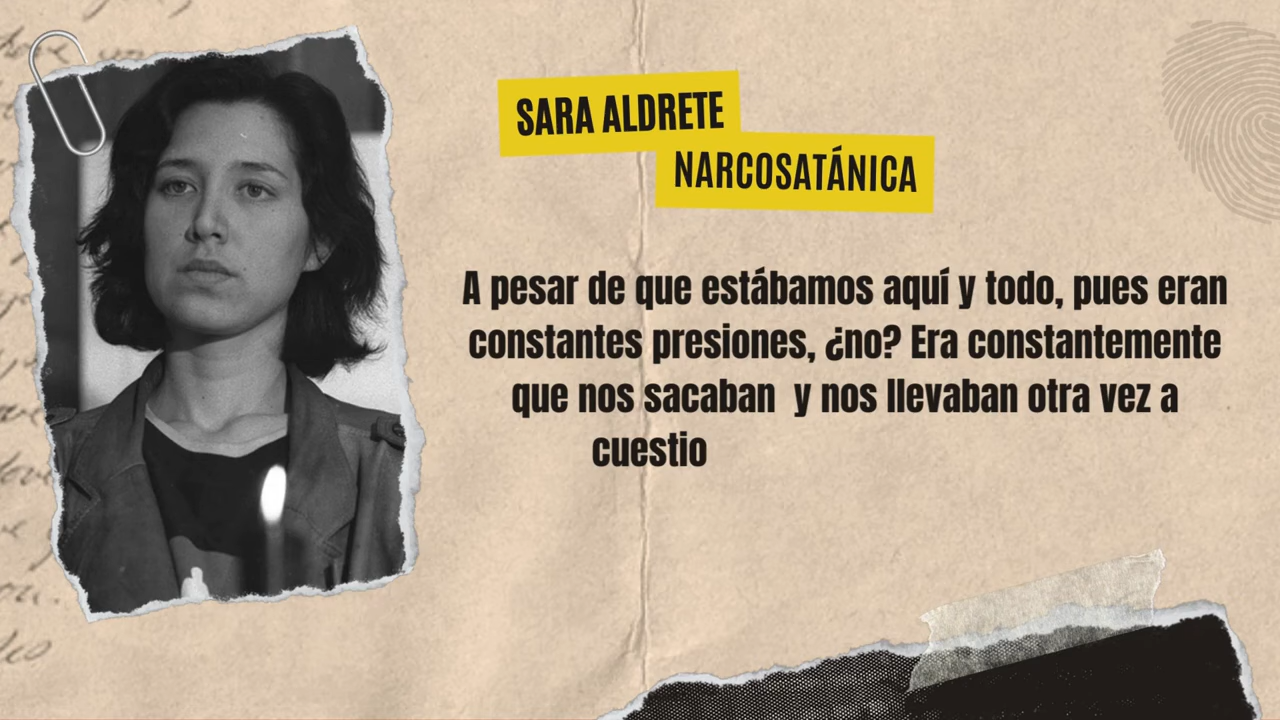 SARA ALDRETE
NARCOSATÁNICA
A pesar de que estábamos aquí y todo, pues eran
constantes presiones, ¿no? Era constantemente
que nos sacaban  y nos llevaban otra vez a
cuestio